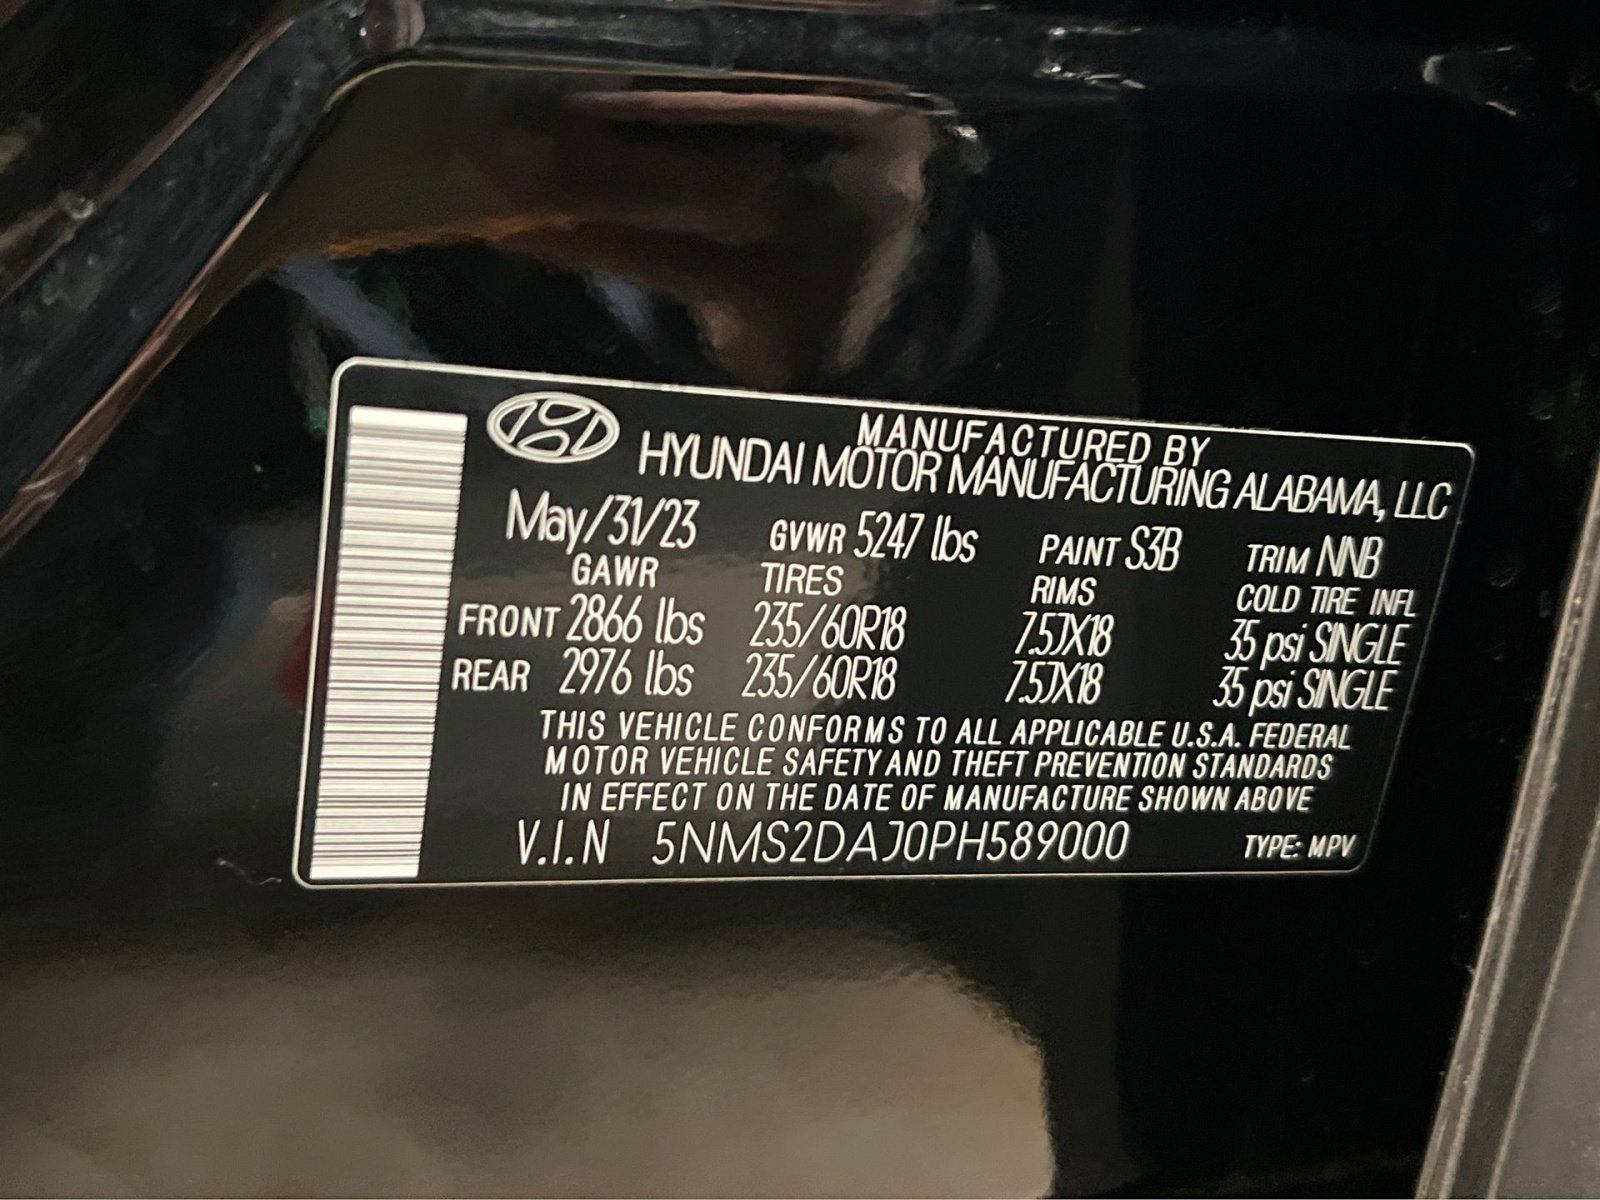 MANUFACTURED BY
HYUNDAI MOTOR MANUFACTURING ALABAMA, LLC
May/31/23 GVWR 5247 lbs PAINT S3B TRIM NNB
GAWR TIRES RIMS COLD TIRE INFL
FRONT 2866 lbs 235/60R18 7.5JX18 35 psi SINGLE
REAR 2976 lbs 235/60R18 7.5JX18 35 psi SINGLE
THIS VEHICLE CONFORMS TO ALL APPLICABLE U.S.A. FEDERAL
MOTOR VEHICLE SAFETY AND THEFT PREVENTION STANDARDS
IN EFFECT ON THE DATE OF MANUFACTURE SHOWN ABOVE
V.I.N 5NMS2DAJ0PH589000 TYPE: MPV